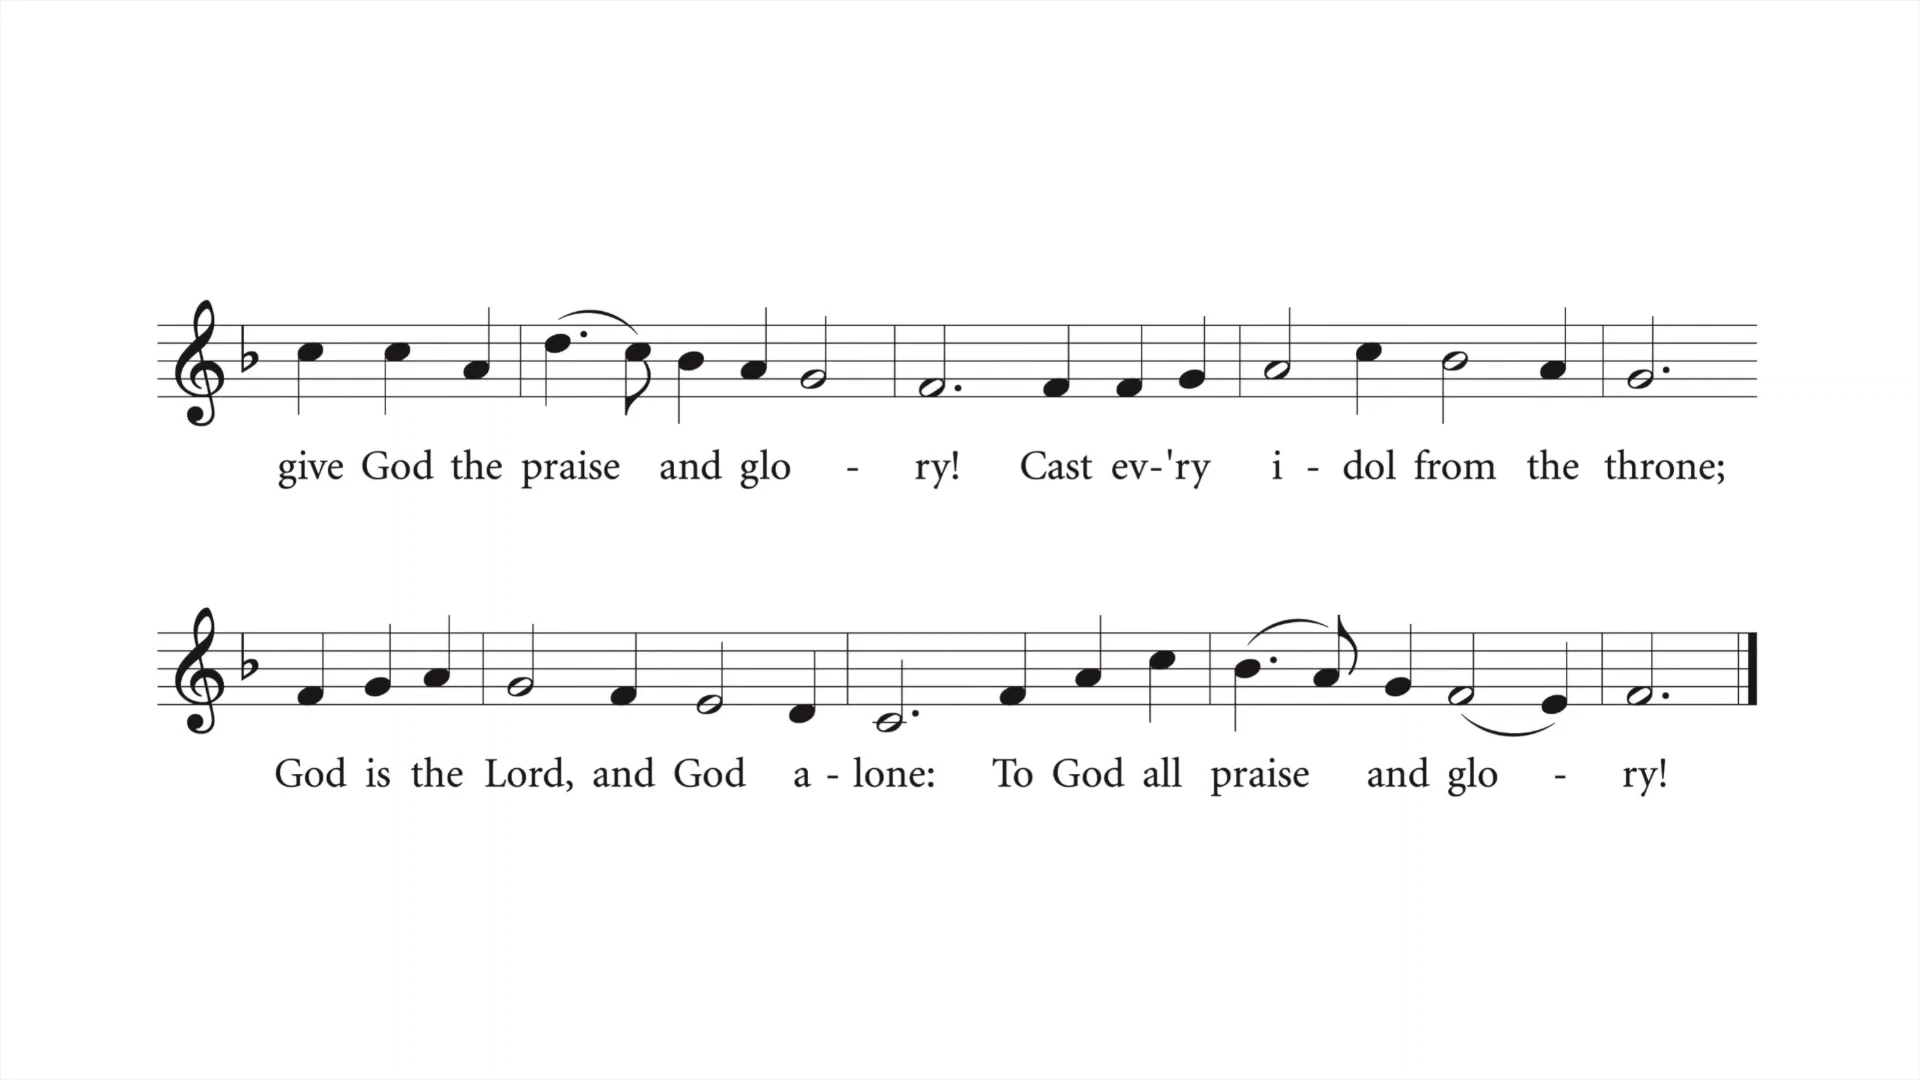 give God the praise and glo - ry! Cast ev-'ry i - dol from the throne;
God is the Lord, and God a - lone: To God all praise and glo - ry!